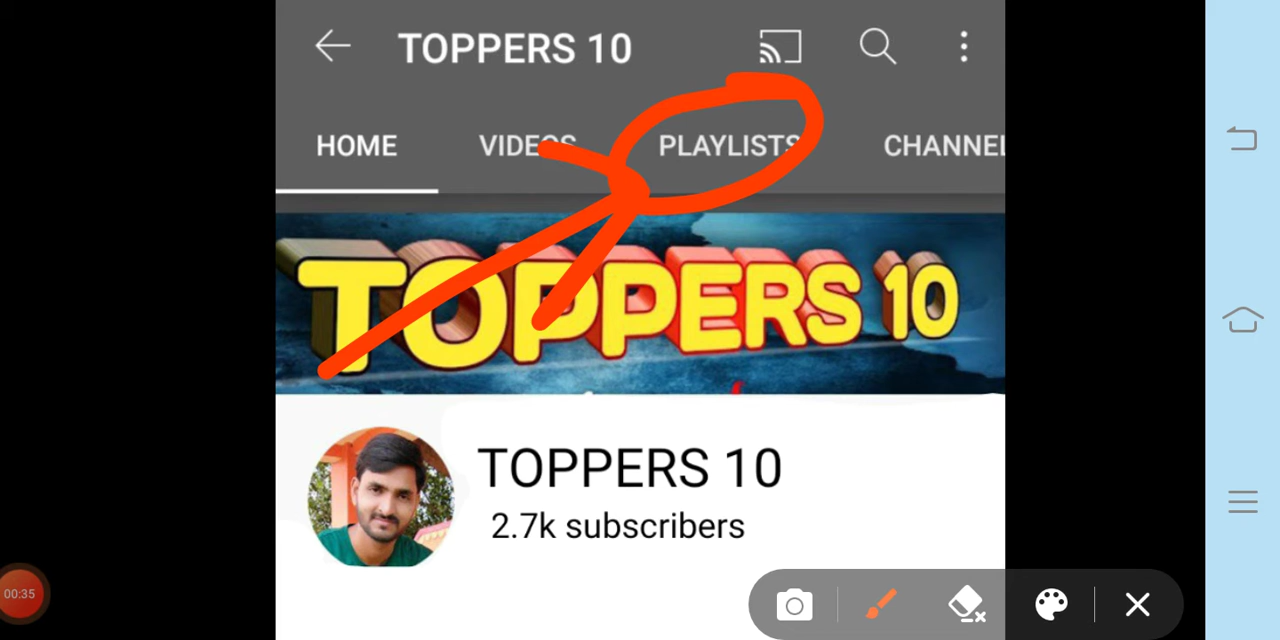 TOPPERS 10
HOME VIDEOS PLAYLISTS CHANNEL
TOPPERS 10
TOPPERS 10
2.7k subscribers
00:35